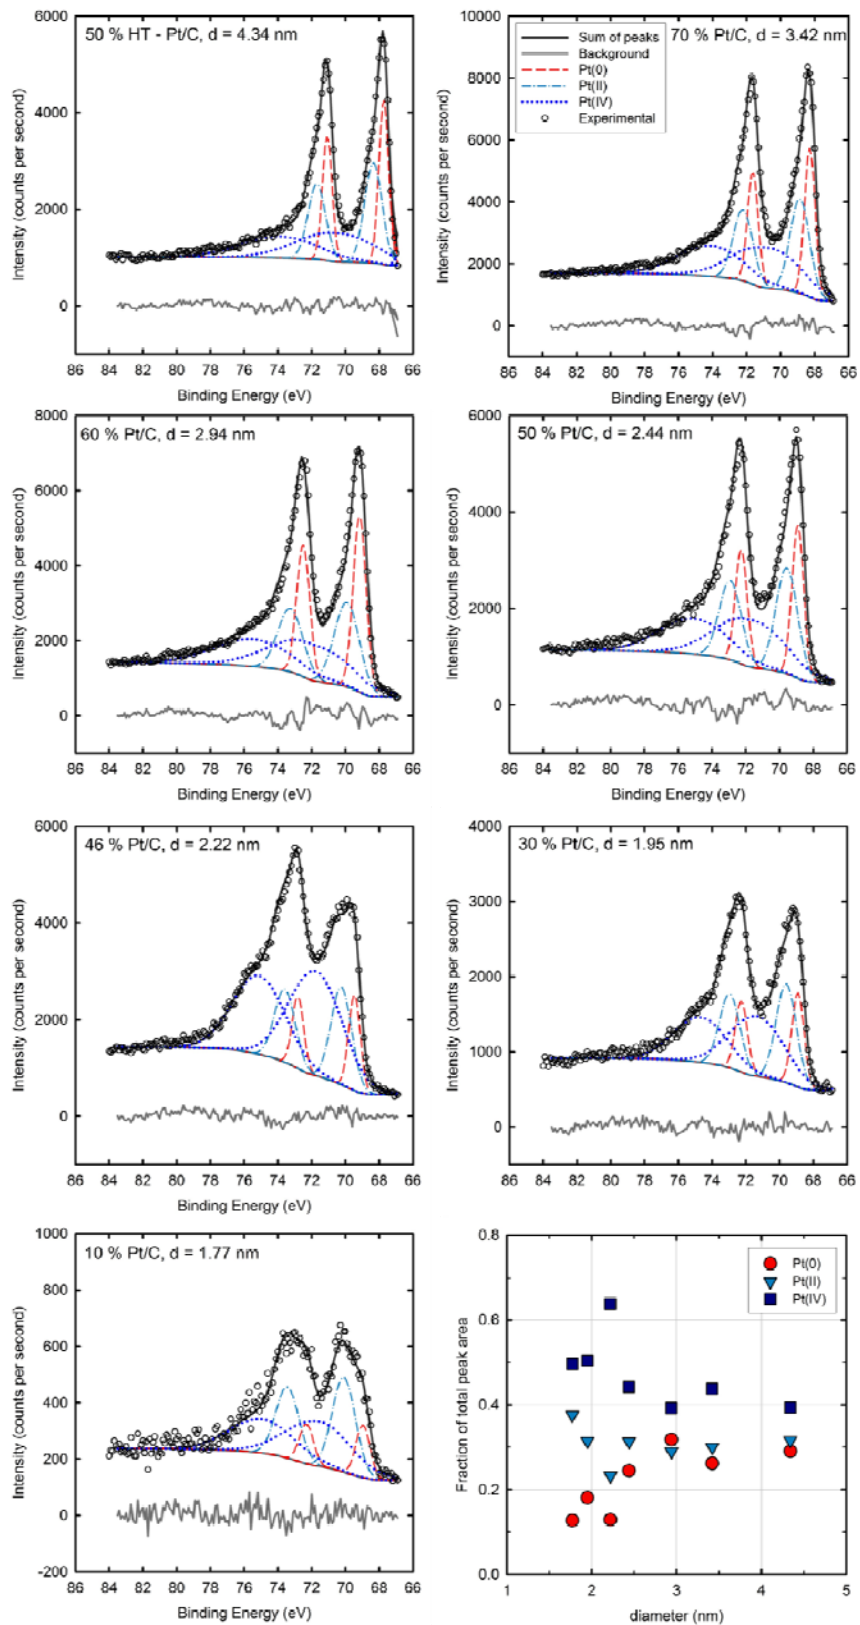 50 % HT - Pt/C, d = 4.34 nm
6000
4000
2000
0
Intensity (counts per second)
86 84 82 80 78 76 74 72 70 68 66
Binding Energy (eV)
70 % Pt/C, d = 3.42 nm
Sum of peaks
Background
Pt(0)
Pt(II)
Pt(IV)
Experimental
10000
8000
6000
4000
2000
0
Intensity (counts per second)
86 84 82 80 78 76 74 72 70 68 66
Binding Energy (eV)
60 % Pt/C, d = 2.94 nm
8000
6000
4000
2000
0
Intensity (counts per second)
86 84 82 80 78 76 74 72 70 68 66
Binding Energy (eV)
50 % Pt/C, d = 2.44 nm
6000
4000
2000
0
Intensity (counts per second)
86 84 82 80 78 76 74 72 70 68 66
Binding Energy (eV)
46 % Pt/C, d = 2.22 nm
6000
4000
2000
0
Intensity (counts per second)
86 84 82 80 78 76 74 72 70 68 66
Binding Energy (eV)
30 % Pt/C, d = 1.95 nm
4000
3000
2000
1000
0
Intensity (counts per second)
86 84 82 80 78 76 74 72 70 68 66
Binding Energy (eV)
10 % Pt/C, d = 1.77 nm
1000
800
600
400
200
0
-200
Intensity (counts per second)
86 84 82 80 78 76 74 72 70 68 66
Binding Energy (eV)
Pt(0)
Pt(II)
Pt(IV)
0.8
0.6
0.4
0.2
0.0
Fraction of total peak area
1 2 3 4 5
diameter (nm)